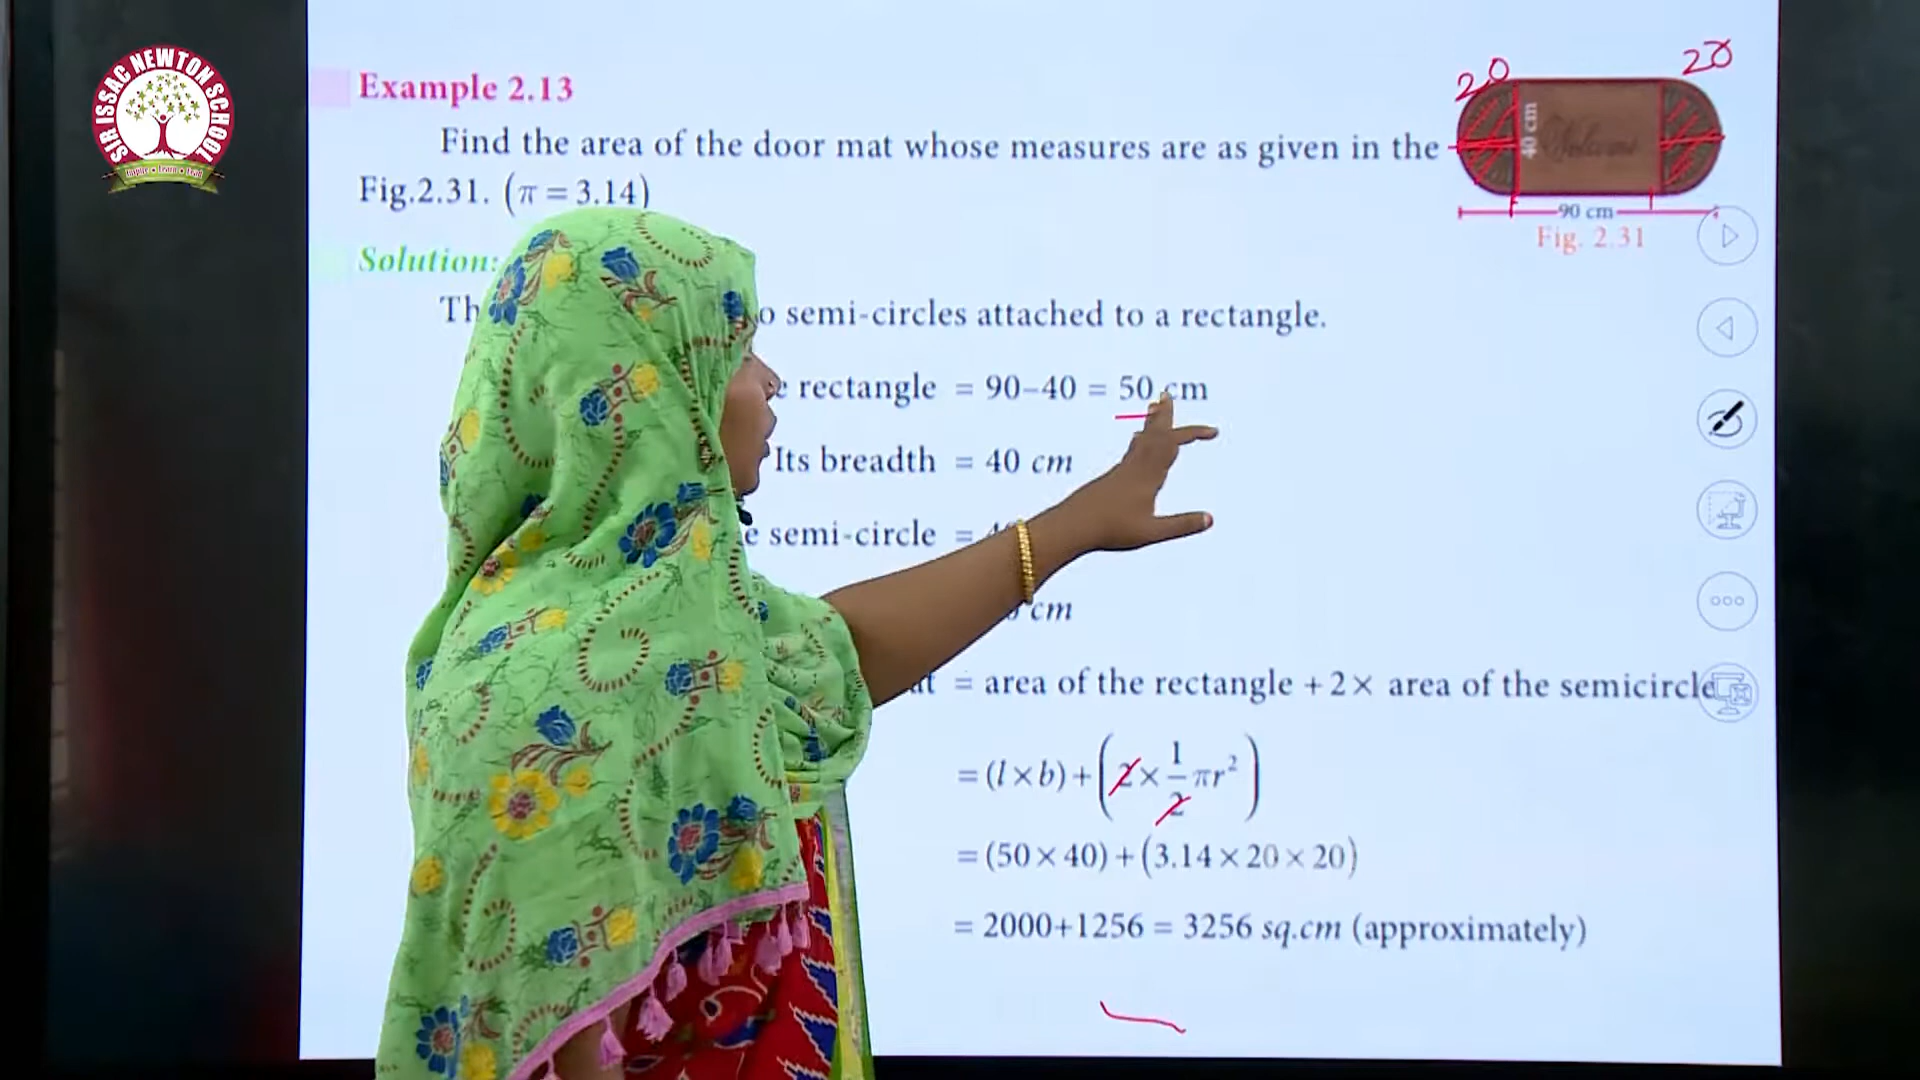 SIR ISSAC NEWTON SCHOOL
Example 2.13
20
20
Find the area of the door mat whose measures are as given in the
Fig.2.31. (π = 3.14)
40 cm
90 cm
Fig. 2.31
Solution:
semi-circles attached to a rectangle.
rectangle = 90–40 = 50 cm
Its breadth = 40 cm
semi-circle =
cm
= area of the rectangle + 2× area of the semicircle
= (l × b) + (2 × 1/2 πr²)
= (50 × 40) + (3.14 × 20 × 20)
= 2000+1256 = 3256 sq.cm (approximately)